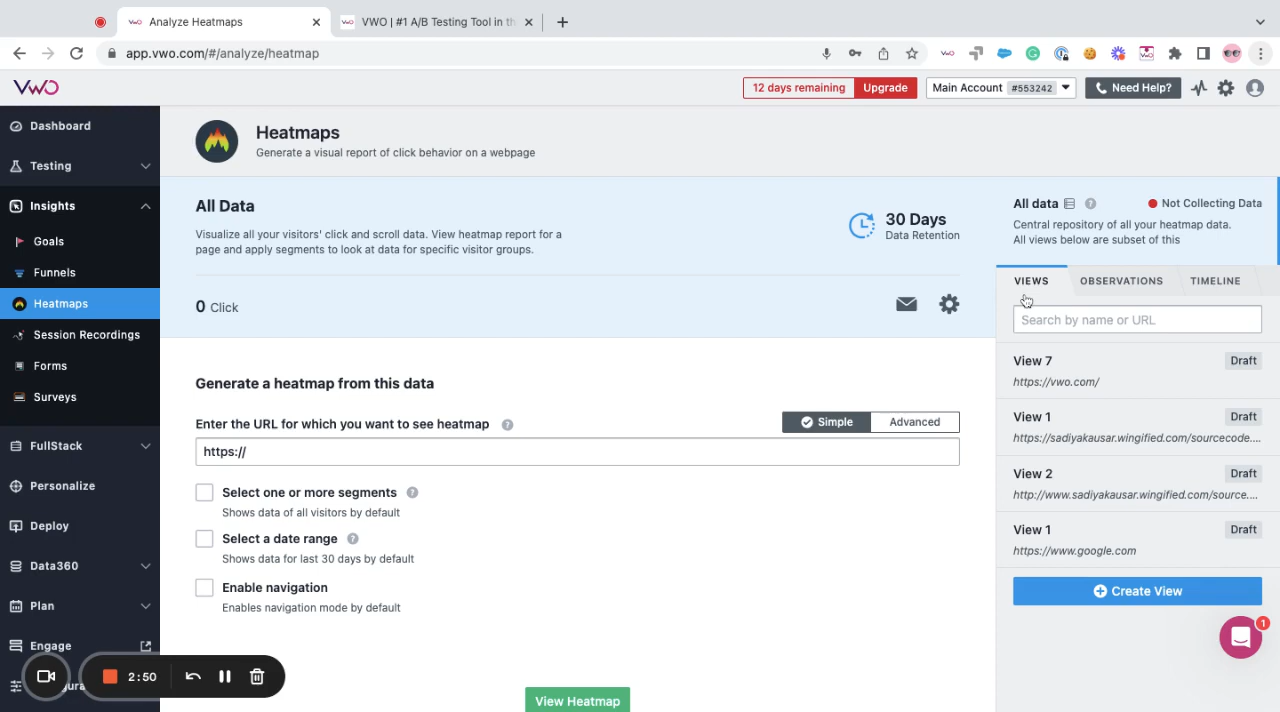 Analyze Heatmaps
VWO | #1 A/B Testing Tool in th
app.vwo.com/#/analyze/heatmap
VWO
12 days remaining
Upgrade
Main Account #553242
Need Help?
Dashboard
Testing
Insights
Goals
Funnels
Heatmaps
Session Recordings
Forms
Surveys
FullStack
Personalize
Deploy
Data360
Plan
Engage
2:50
Heatmaps
Generate a visual report of click behavior on a webpage
All Data
Visualize all your visitors' click and scroll data. View heatmap report for a
page and apply segments to look at data for specific visitor groups.
30 Days
Data Retention
0 Click
Generate a heatmap from this data
Enter the URL for which you want to see heatmap ?
Simple
Advanced
https://
Select one or more segments ?
Shows data of all visitors by default
Select a date range ?
Shows data for last 30 days by default
Enable navigation
Enables navigation mode by default
View Heatmap
All data ?
Not Collecting Data
Central repository of all your heatmap data.
All views below are subset of this
VIEWS
OBSERVATIONS
TIMELINE
Search by name or URL
View 7
Draft
https://vwo.com/
View 1
Draft
https://sadiyakausar.wingified.com/sourcecode....
View 2
Draft
http://www.sadiyakausar.wingified.com/source....
View 1
Draft
https://www.google.com
Create View
1